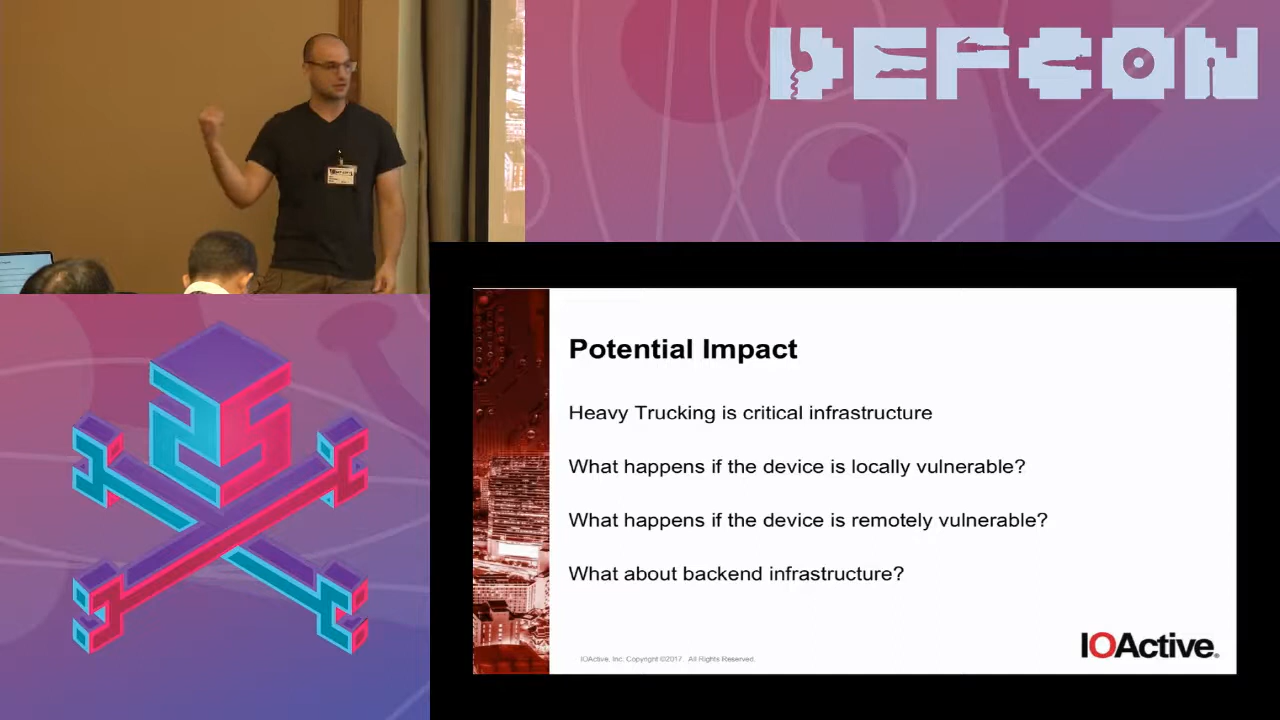 DEFCON
Potential Impact
Heavy Trucking is critical infrastructure
What happens if the device is locally vulnerable?
What happens if the device is remotely vulnerable?
What about backend infrastructure?
IOActive, Inc. Copyright ©2017. All Rights Reserved.
IOActive.
25